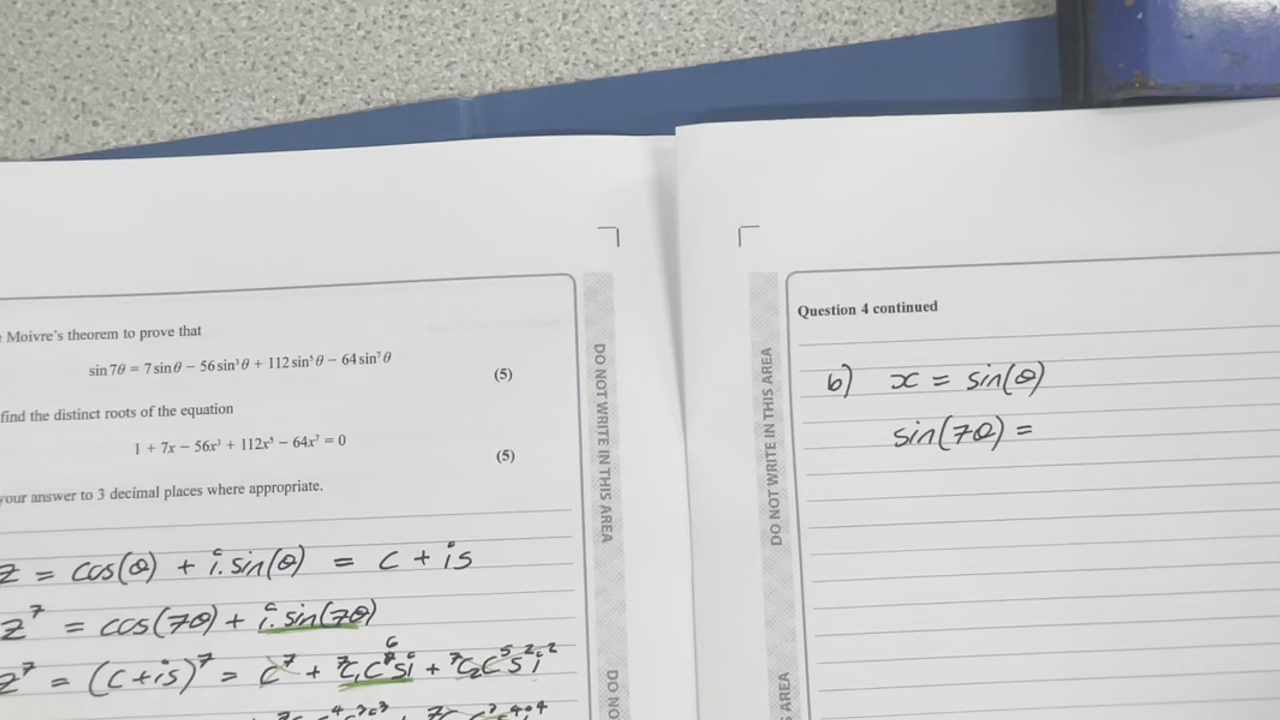 Moivre's theorem to prove that
sin 7θ = 7 sin θ − 56 sin³ θ + 112 sin⁵ θ − 64 sin⁷ θ
(5)
find the distinct roots of the equation
1 + 7x − 56x³ + 112x⁵ − 64x⁷ = 0
(5)
your answer to 3 decimal places where appropriate.
z = cos(θ) + i.sin(θ) = c + is
z⁷ = cos(7θ) + i.sin(7θ)
z⁷ = (c+is)⁷ = c⁷ + ⁷C₁c⁶si + ⁷C₂c⁵s²i²
DO NOT WRITE IN THIS AREA
DO NO
DO NOT WRITE IN THIS AREA
AREA
Question 4 continued
b) x = sin(θ)
sin(7θ) =